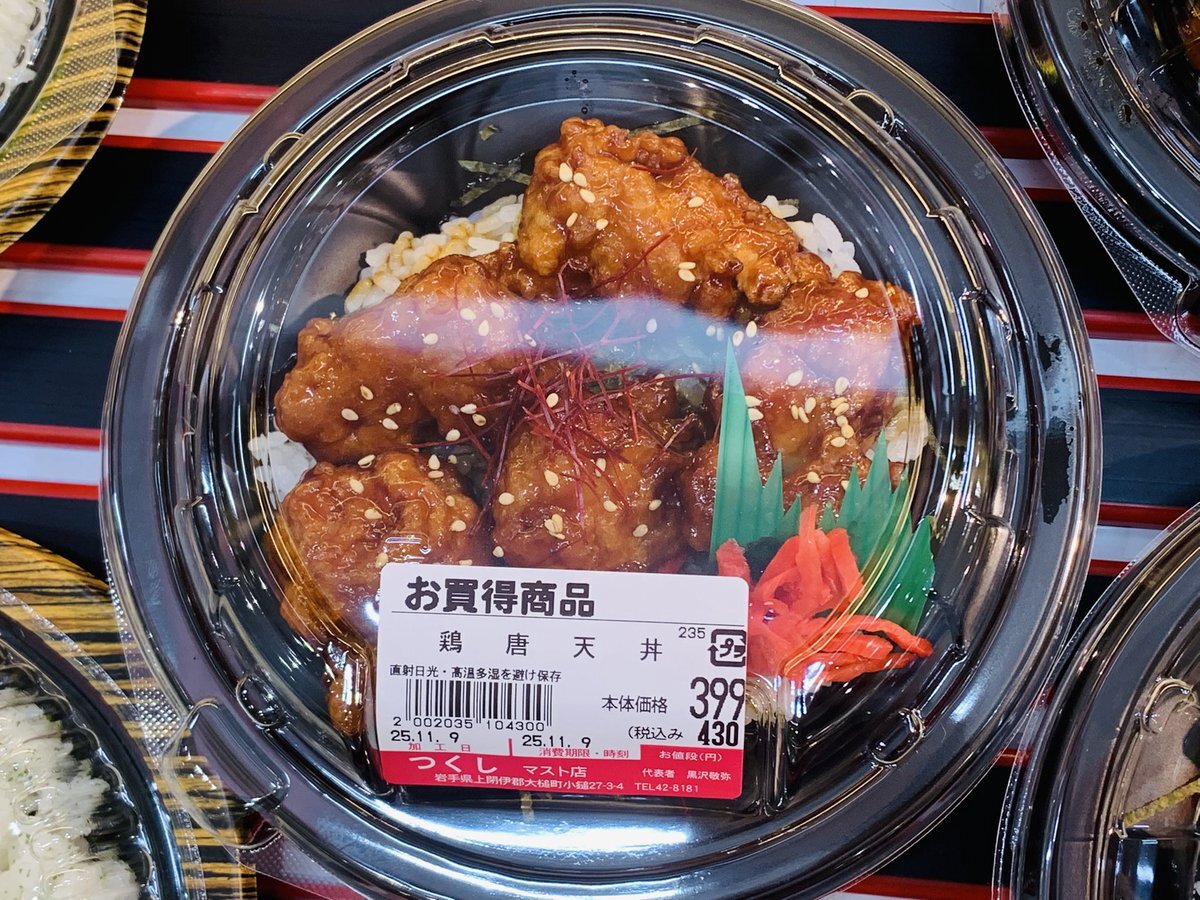 お買得商品
鶏唐天丼 235 プラ
直射日光・高温多湿を避け保存
本体価格 399
2 002035 104300
(税込み 430
25.11. 9 25.11. 9
加工日 消費期限・時刻 お値段(円)
つくし マスト店 代表者 黒沢敬弥
岩手県上閉伊郡大槌町小鎚27-3-4 TEL42-8181